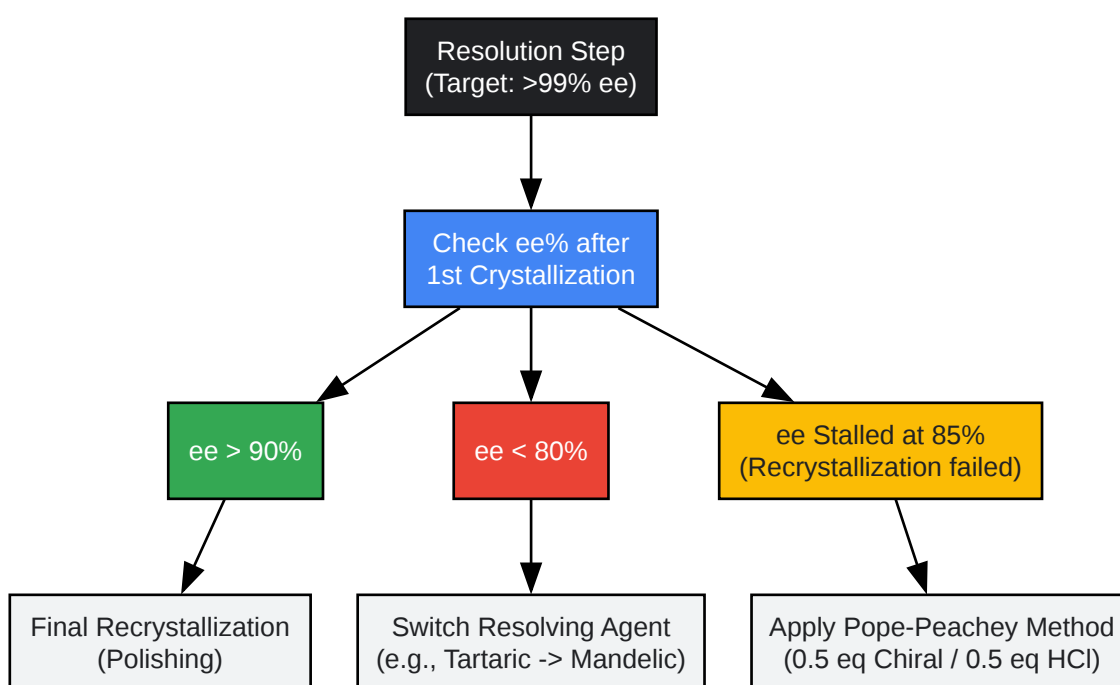 Resolution Step
(Target: >99% ee)
Check ee% after
1st Crystallization
ee > 90%
ee < 80%
ee Stalled at 85%
(Recrystallization failed)
Final Recrystallization
(Polishing)
Switch Resolving Agent
(e.g., Tartaric -> Mandelic)
Apply Pope-Peachey Method
(0.5 eq Chiral / 0.5 eq HCl)